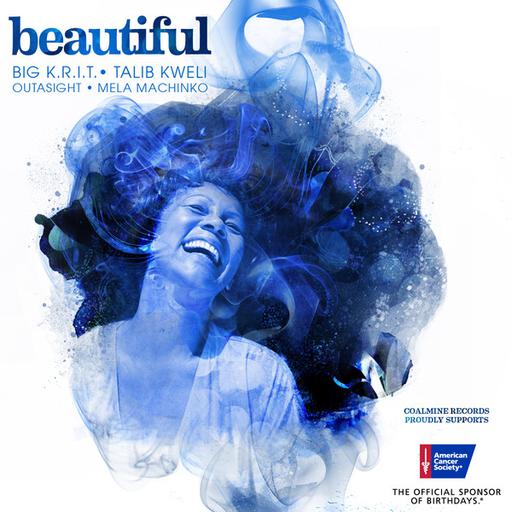 beautiful
BIG K.R.I.T. • TALIB KWELI
OUTASIGHT • MELA MACHINKO
COALMINE RECORDS
PROUDLY SUPPORTS
American
Cancer
Society®
THE OFFICIAL SPONSOR
OF BIRTHDAYS.®